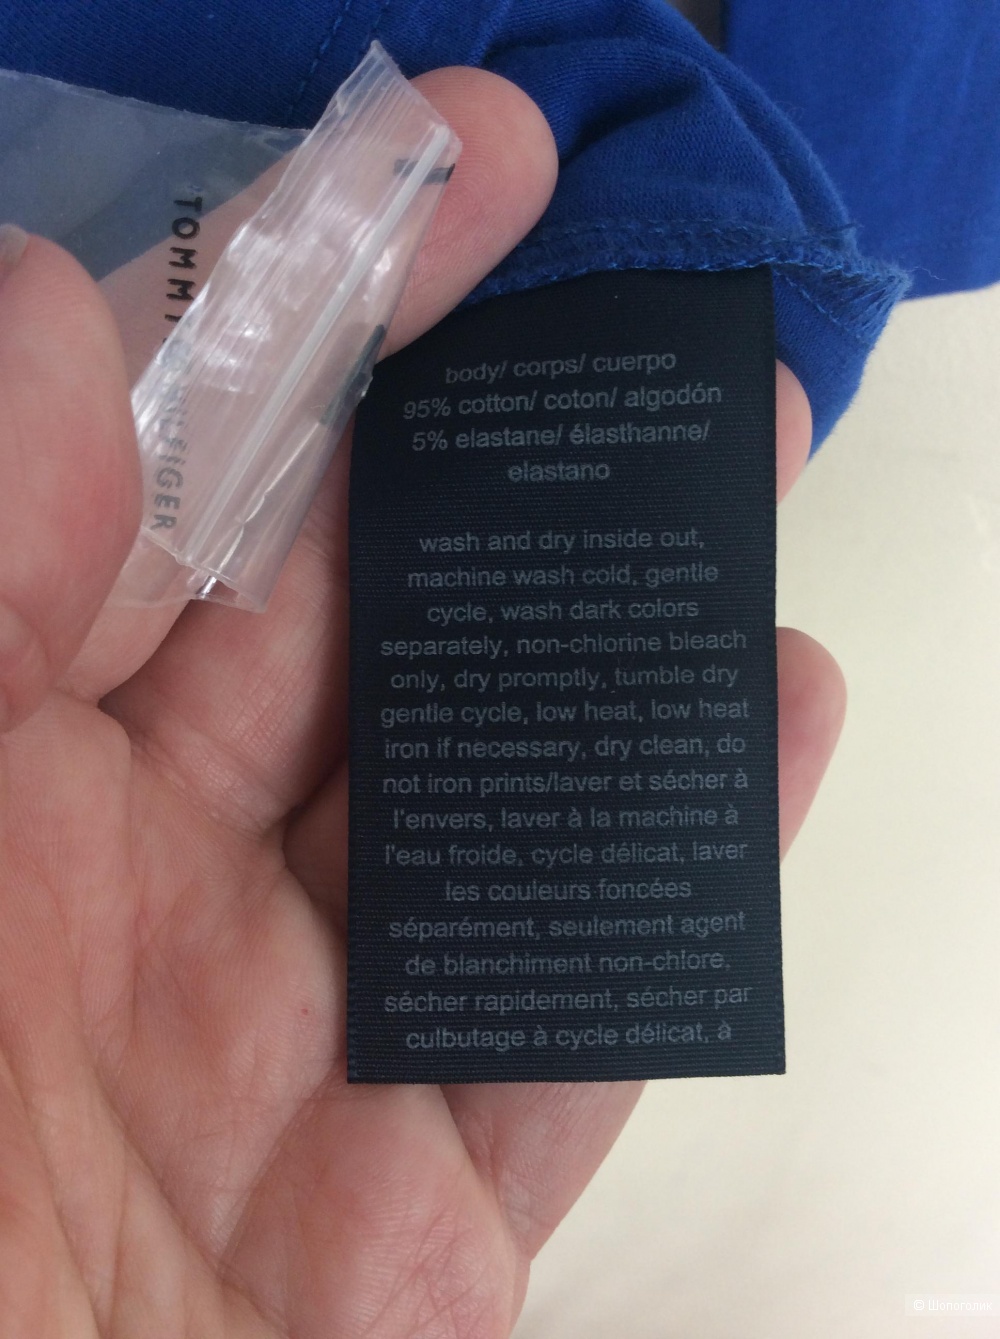 TOMMY HILFIGER
body/ corps/ cuerpo
95% cotton/ coton/ algodón
5% elastane/ élasthanne/
elastano
wash and dry inside out,
machine wash cold, gentle
cycle, wash dark colors
separately, non-chlorine bleach
only, dry promptly, tumble dry
gentle cycle, low heat, low heat
iron if necessary, dry clean, do
not iron prints/laver et sécher à
l'envers, laver à la machine à
l'eau froide, cycle délicat, laver
les couleurs foncées
séparément, seulement agent
de blanchiment non-chlore,
sécher rapidement, sécher par
culbutage à cycle délicat, à
© Шопоголик